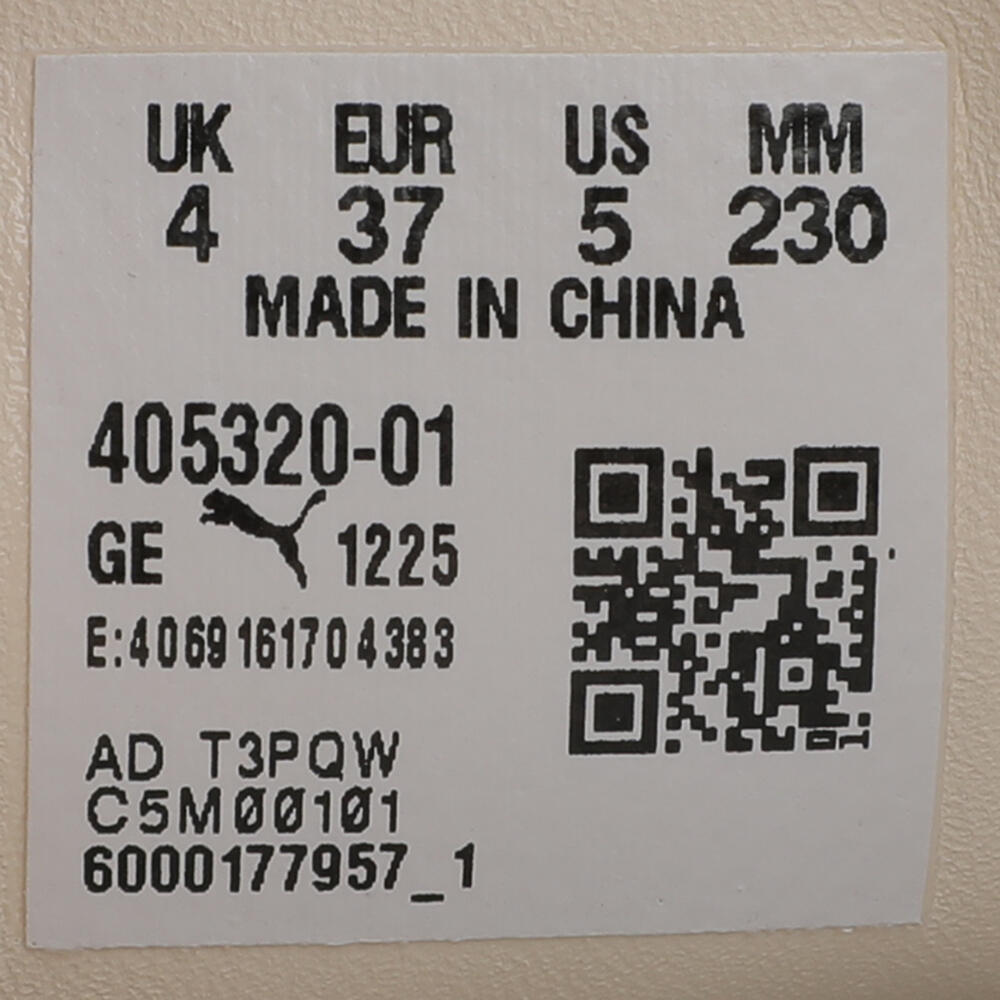 UK EUR US MM
4 37 5 230
MADE IN CHINA
405320-01
GE 1225
E:4069161704383
AD T3PQW
C5M00101
6000177957_1